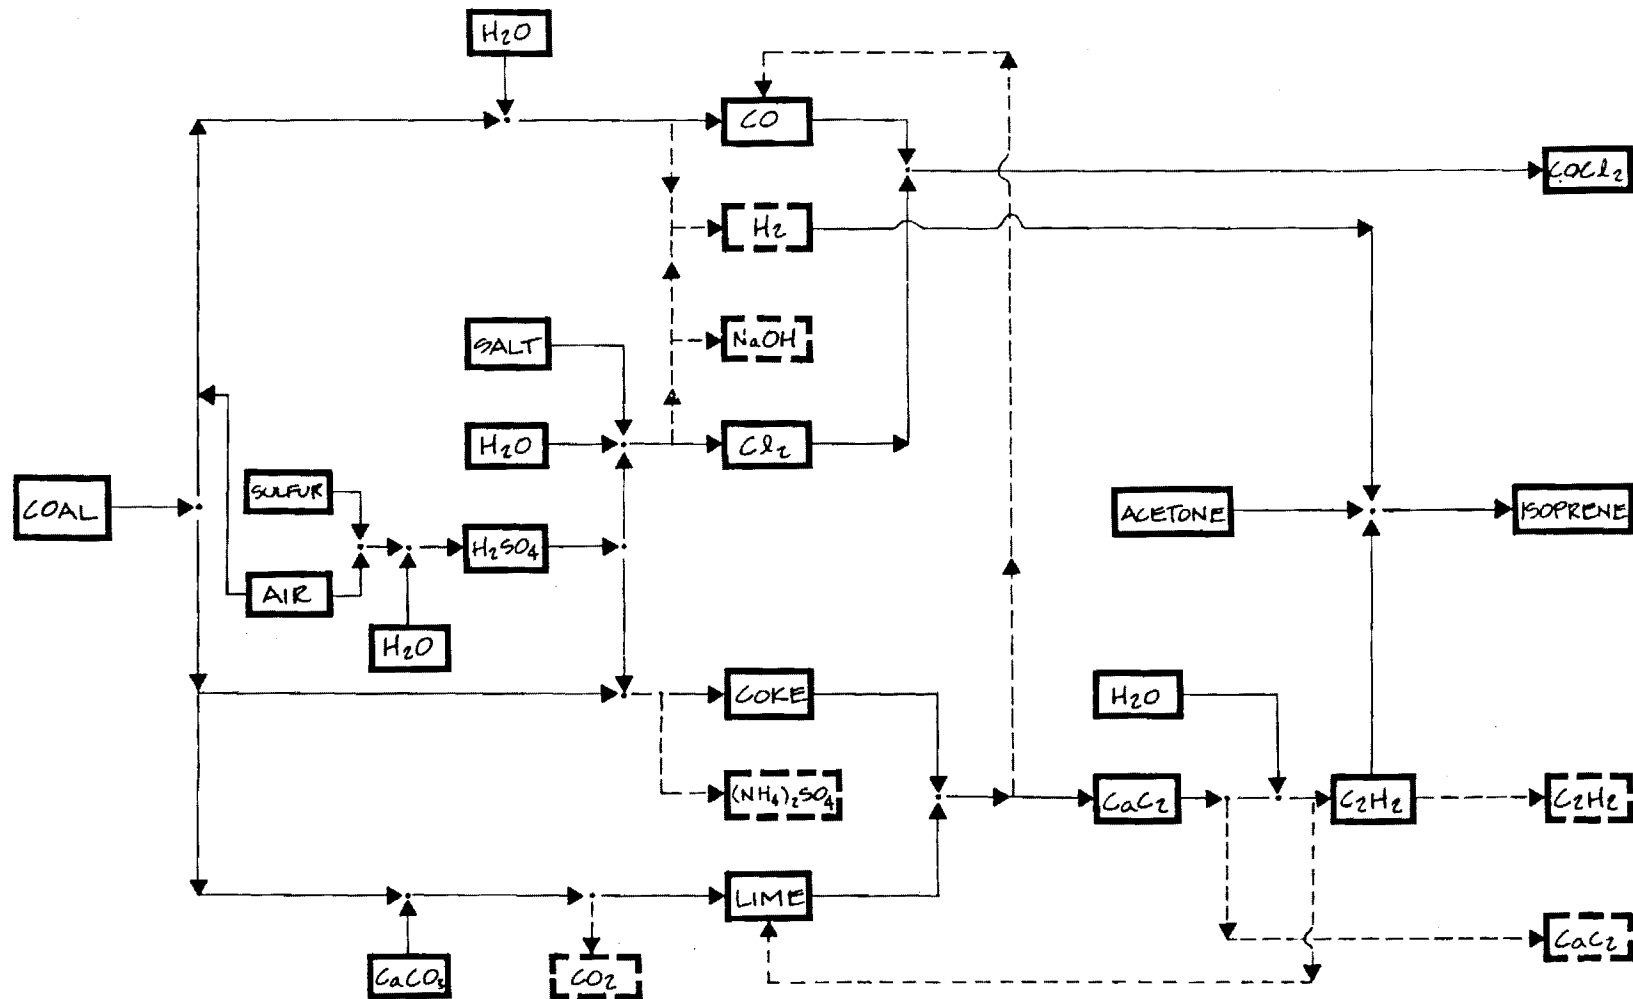 H₂O
CO
COCl₂
H₂
SALT
NaOH
H₂O
Cl₂
COAL
SULFUR
ACETONE
ISOPRENE
H₂SO₄
AIR
H₂O
COKE
H₂O
(NH₄)₂SO₄
CaC₂
C₂H₂
C₂H₂
LIME
CaC₂
CaCO₃
CO₂